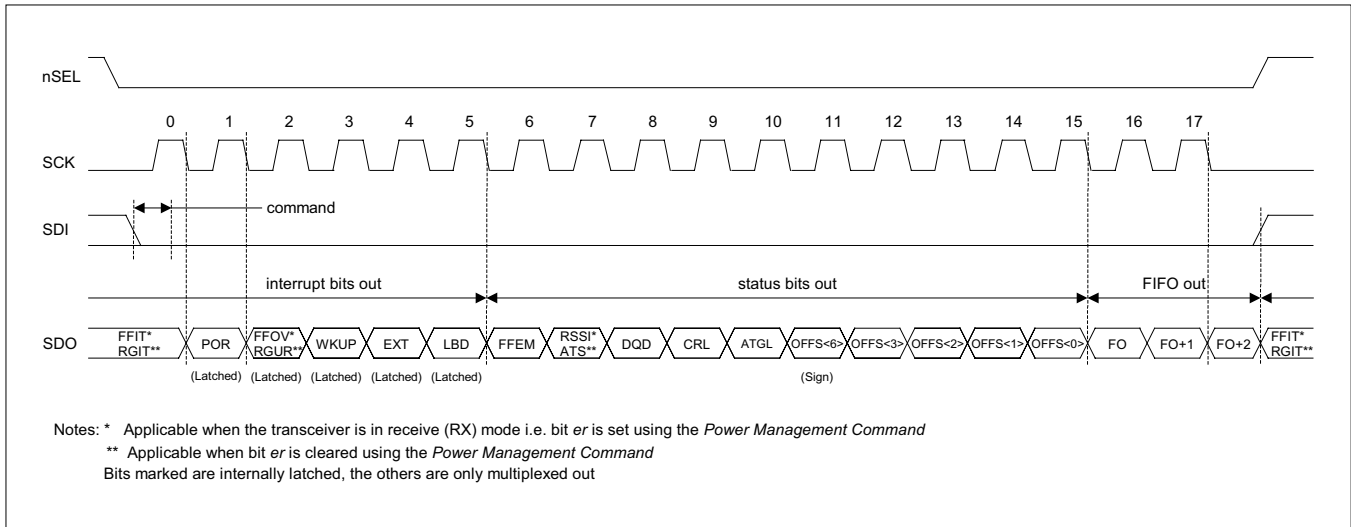 nSEL
0 1 2 3 4 5 6 7 8 9 10 11 12 13 14 15 16 17
SCK
command
SDI
interrupt bits out status bits out FIFO out
SDO
FFIT* RGIT**
POR
FFOV* RGUR**
WKUP
EXT
LBD
FFEM
RSSI* ATS**
DQD
CRL
ATGL
OFFS<6>
OFFS<3>
OFFS<2>
OFFS<1>
OFFS<0>
FO
FO+1
FO+2
FFIT* RGIT**
(Latched) (Latched) (Latched) (Latched) (Latched) (Sign)
Notes: * Applicable when the transceiver is in receive (RX) mode i.e. bit er is set using the Power Management Command
** Applicable when bit er is cleared using the Power Management Command
Bits marked are internally latched, the others are only multiplexed out